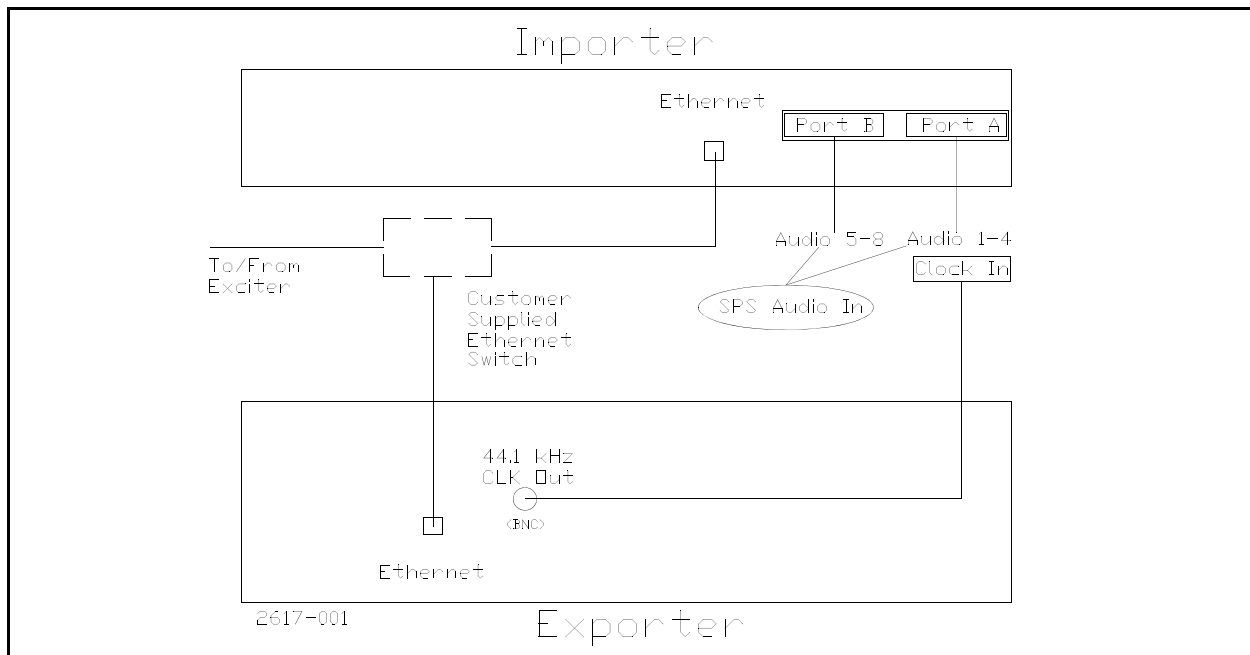 Importer
Ethernet
Port B
Port A
Audio 5-8
Audio 1-4
Clock In
To/From
Exciter
SPS Audio In
Customer
Supplied
Ethernet
Switch
44.1 kHz
CLK Out
(BNC)
Ethernet
2617-001
Exporter